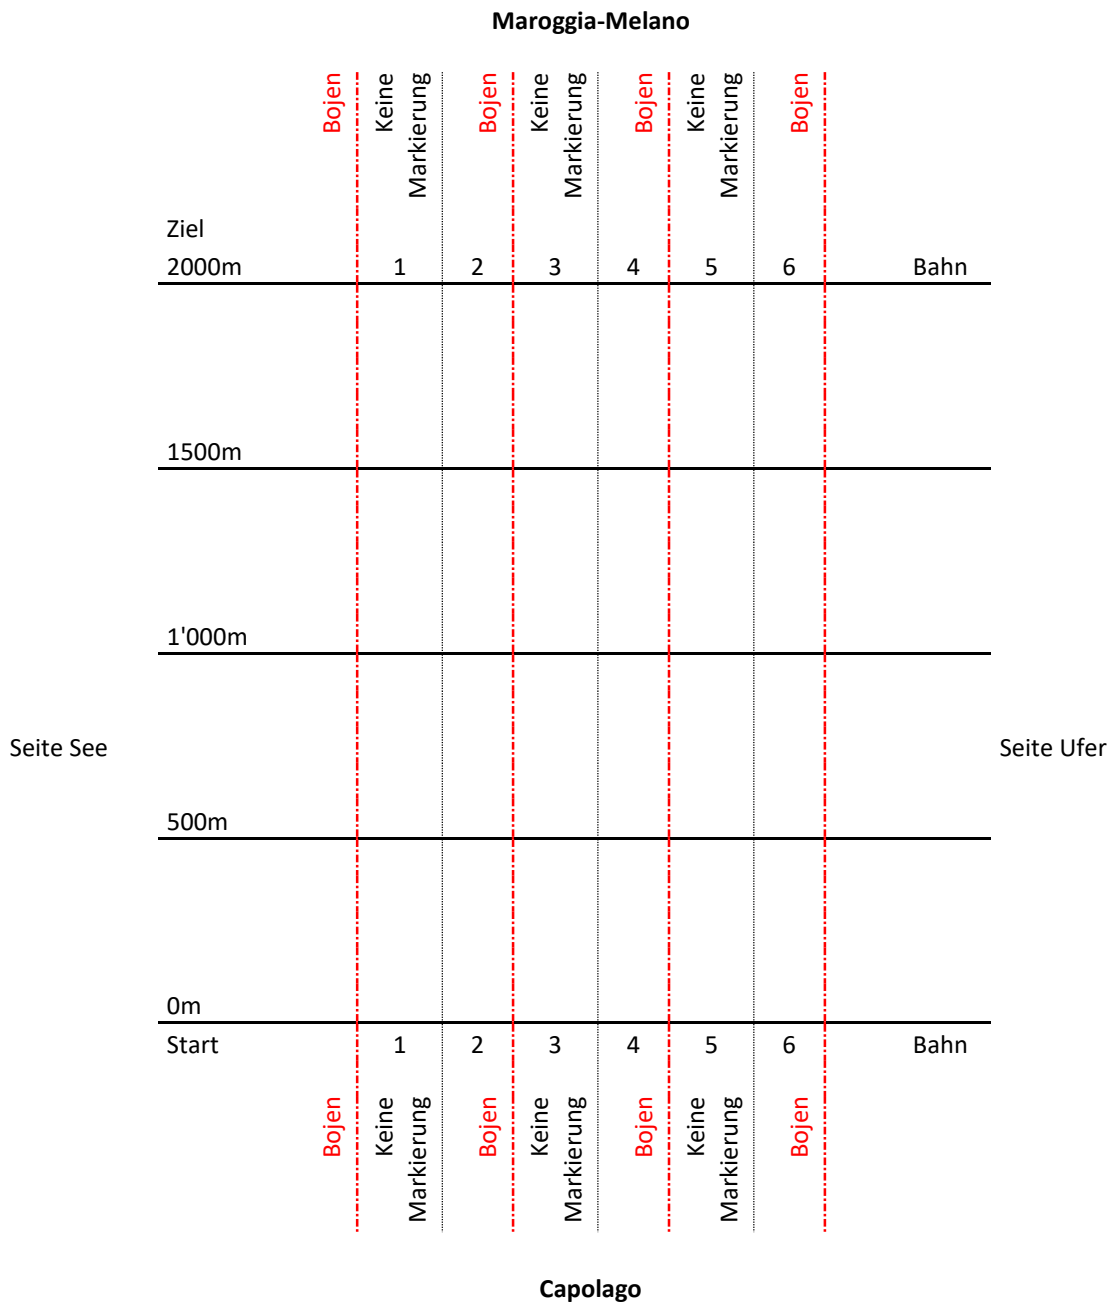 Maroggia-Melano
Bojen
Keine
Markierung
Bojen
Keine
Markierung
Bojen
Keine
Markierung
Bojen
Ziel
2000m 1 2 3 4 5 6 Bahn
1500m
1'000m
Seite See Seite Ufer
500m
0m
Start 1 2 3 4 5 6 Bahn
Bojen
Keine
Markierung
Bojen
Keine
Markierung
Bojen
Keine
Markierung
Bojen
Capolago